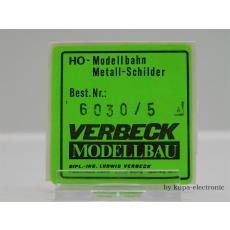 HO-Modellbahn
Metall-Schilder
Best.Nr.:
6030/5
VERBECK
MODELLBAU
DIPL.-ING. LUDWIG VERBECK
by kupa-electronic